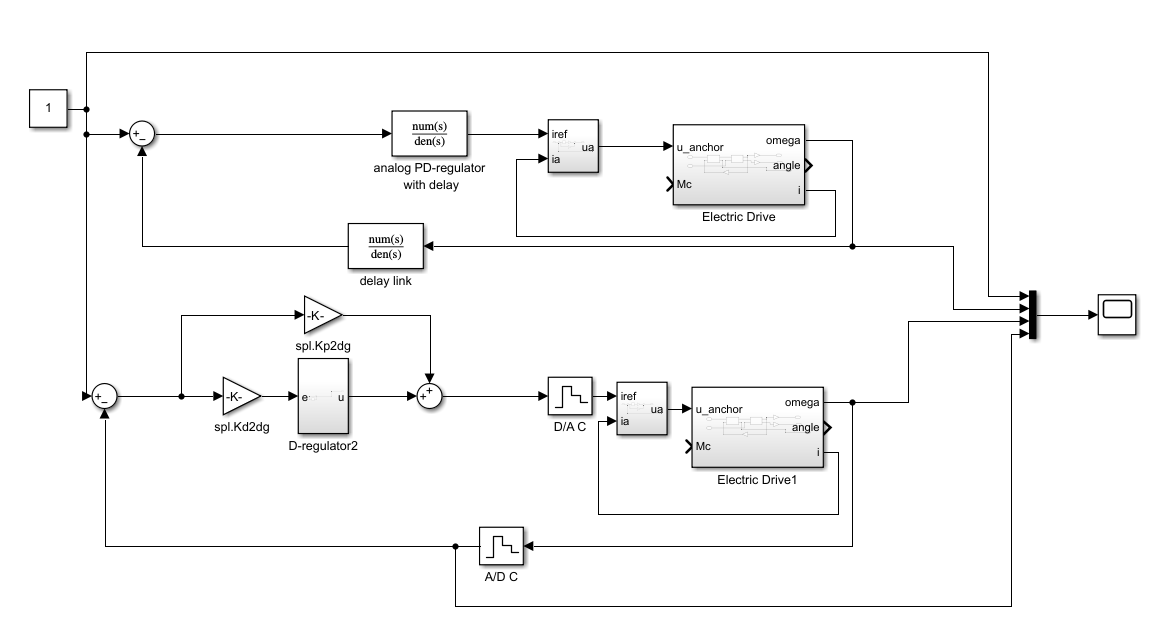 1
+
_
num(s)
den(s)
analog PD-regulator
with delay
iref
ia
ua
u_anchor
Mc
omega
angle
i
Electric Drive
num(s)
den(s)
delay link
-K-
spl.Kp2dg
+
_
-K-
spl.Kd2dg
e
u
D-regulator2
+
+
D/A C
iref
ia
ua
u_anchor
Mc
omega
angle
i
Electric Drive1
A/D C